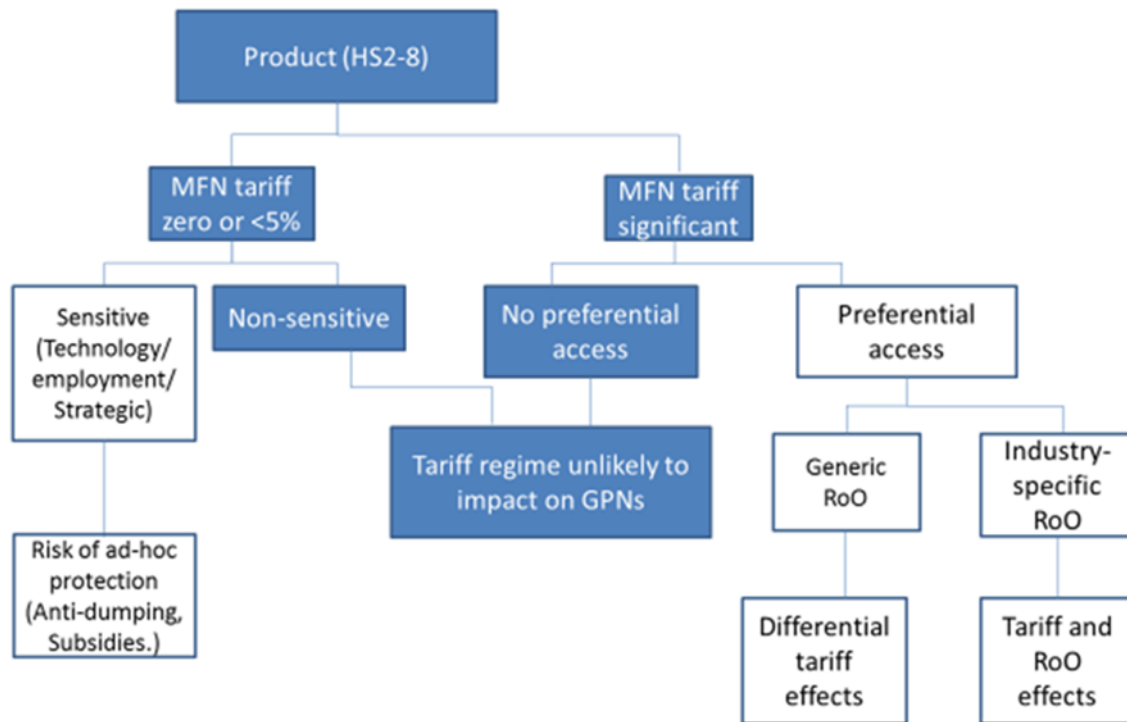 Product (HS2-8)
MFN tariff
zero or <5%
MFN tariff
significant
Sensitive
(Technology/
employment/
Strategic)
Non-sensitive
No preferential
access
Preferential
access
Tariff regime unlikely to
impact on GPNs
Generic
RoO
Industry-
specific
RoO
Risk of ad-hoc
protection
(Anti-dumping,
Subsidies.)
Differential
tariff
effects
Tariff and
RoO
effects